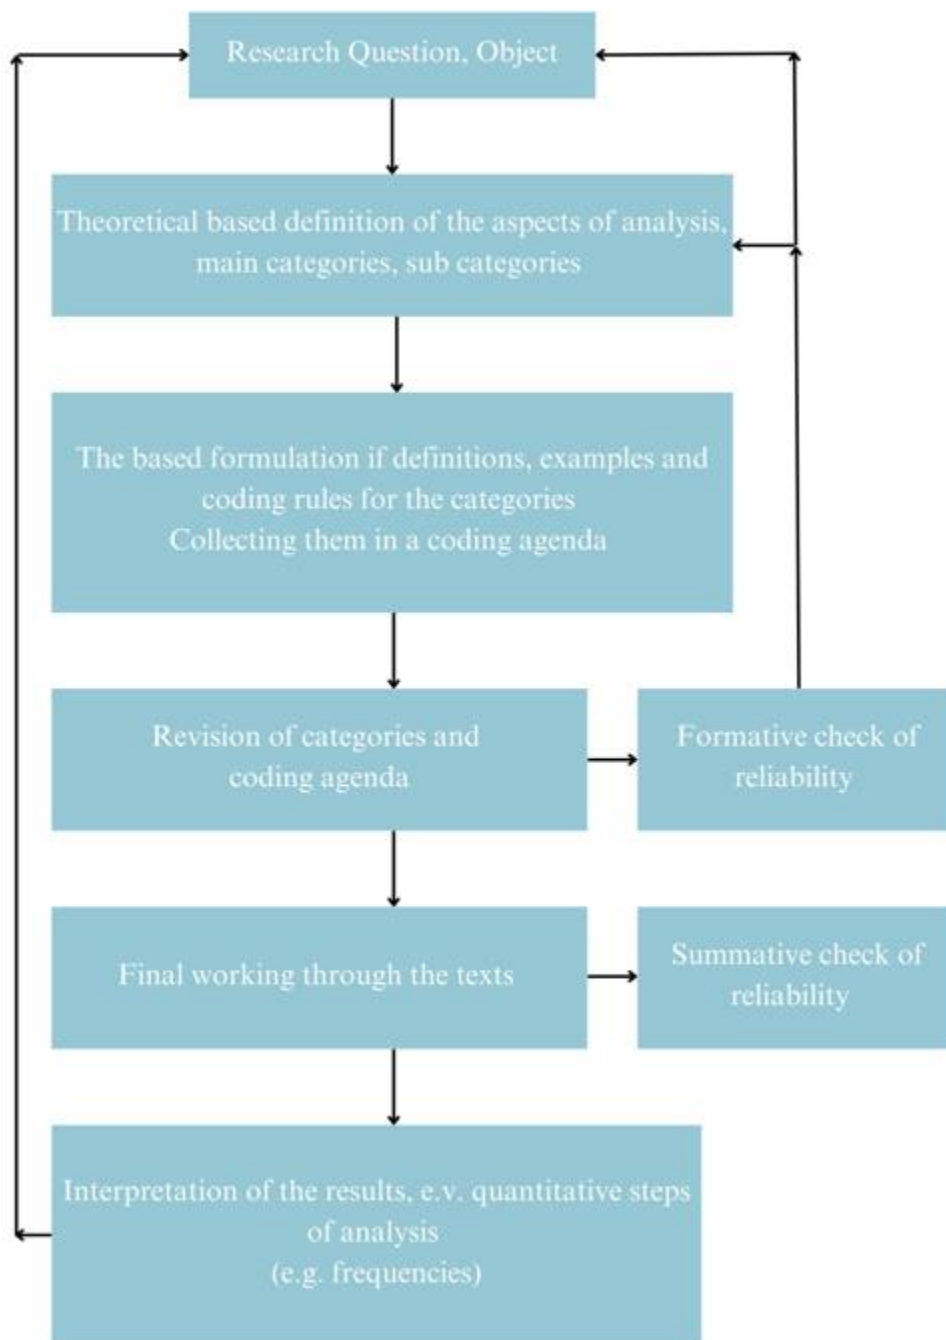 Research Question, Object
Theoretical based definition of the aspects of analysis,
main categories, sub categories
The based formulation if definitions, examples and
coding rules for the categories
Collecting them in a coding agenda
Revision of categories and
coding agenda
Formative check of
reliability
Final working through the texts
Summative check of
reliability
Interpretation of the results, e.v. quantitative steps
of analysis
(e.g. frequencies)